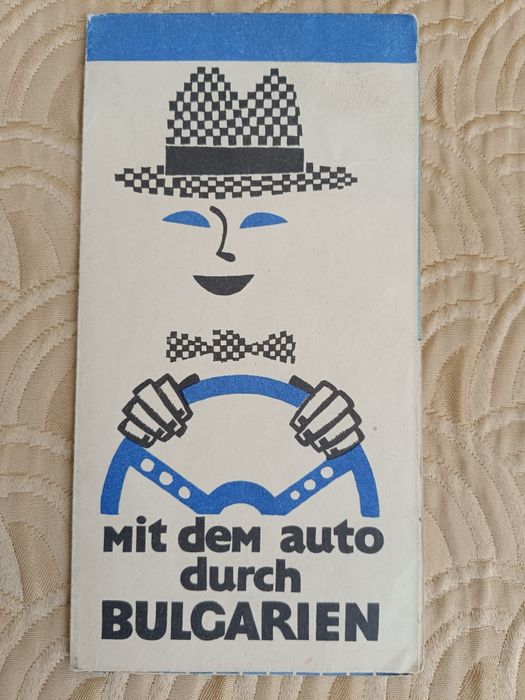 Mit deM auto
durch
BULGARIEN